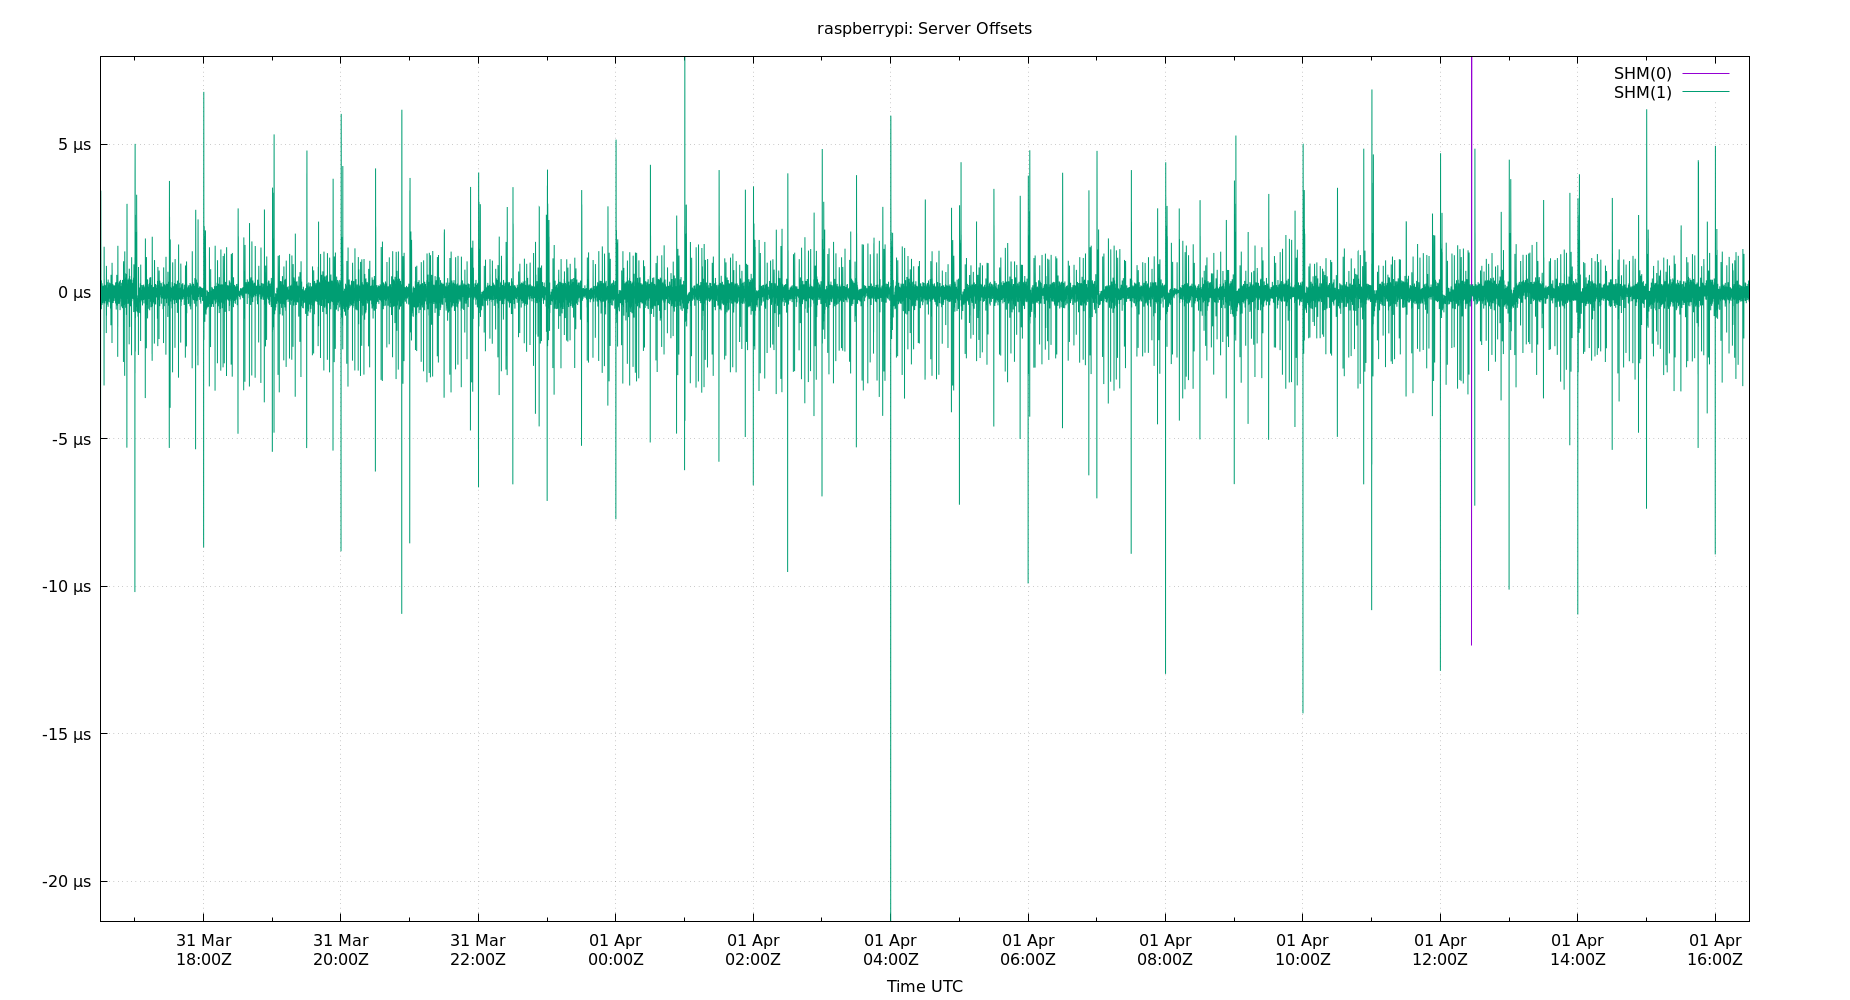 raspberrypi: Server Offsets
SHM(0)
SHM(1)
5 µs
0 µs
-5 µs
-10 µs
-15 µs
-20 µs
31 Mar 31 Mar 31 Mar 01 Apr 01 Apr 01 Apr 01 Apr 01 Apr 01 Apr 01 Apr 01 Apr 01 Apr
18:00Z 20:00Z 22:00Z 00:00Z 02:00Z 04:00Z 06:00Z 08:00Z 10:00Z 12:00Z 14:00Z 16:00Z
Time UTC